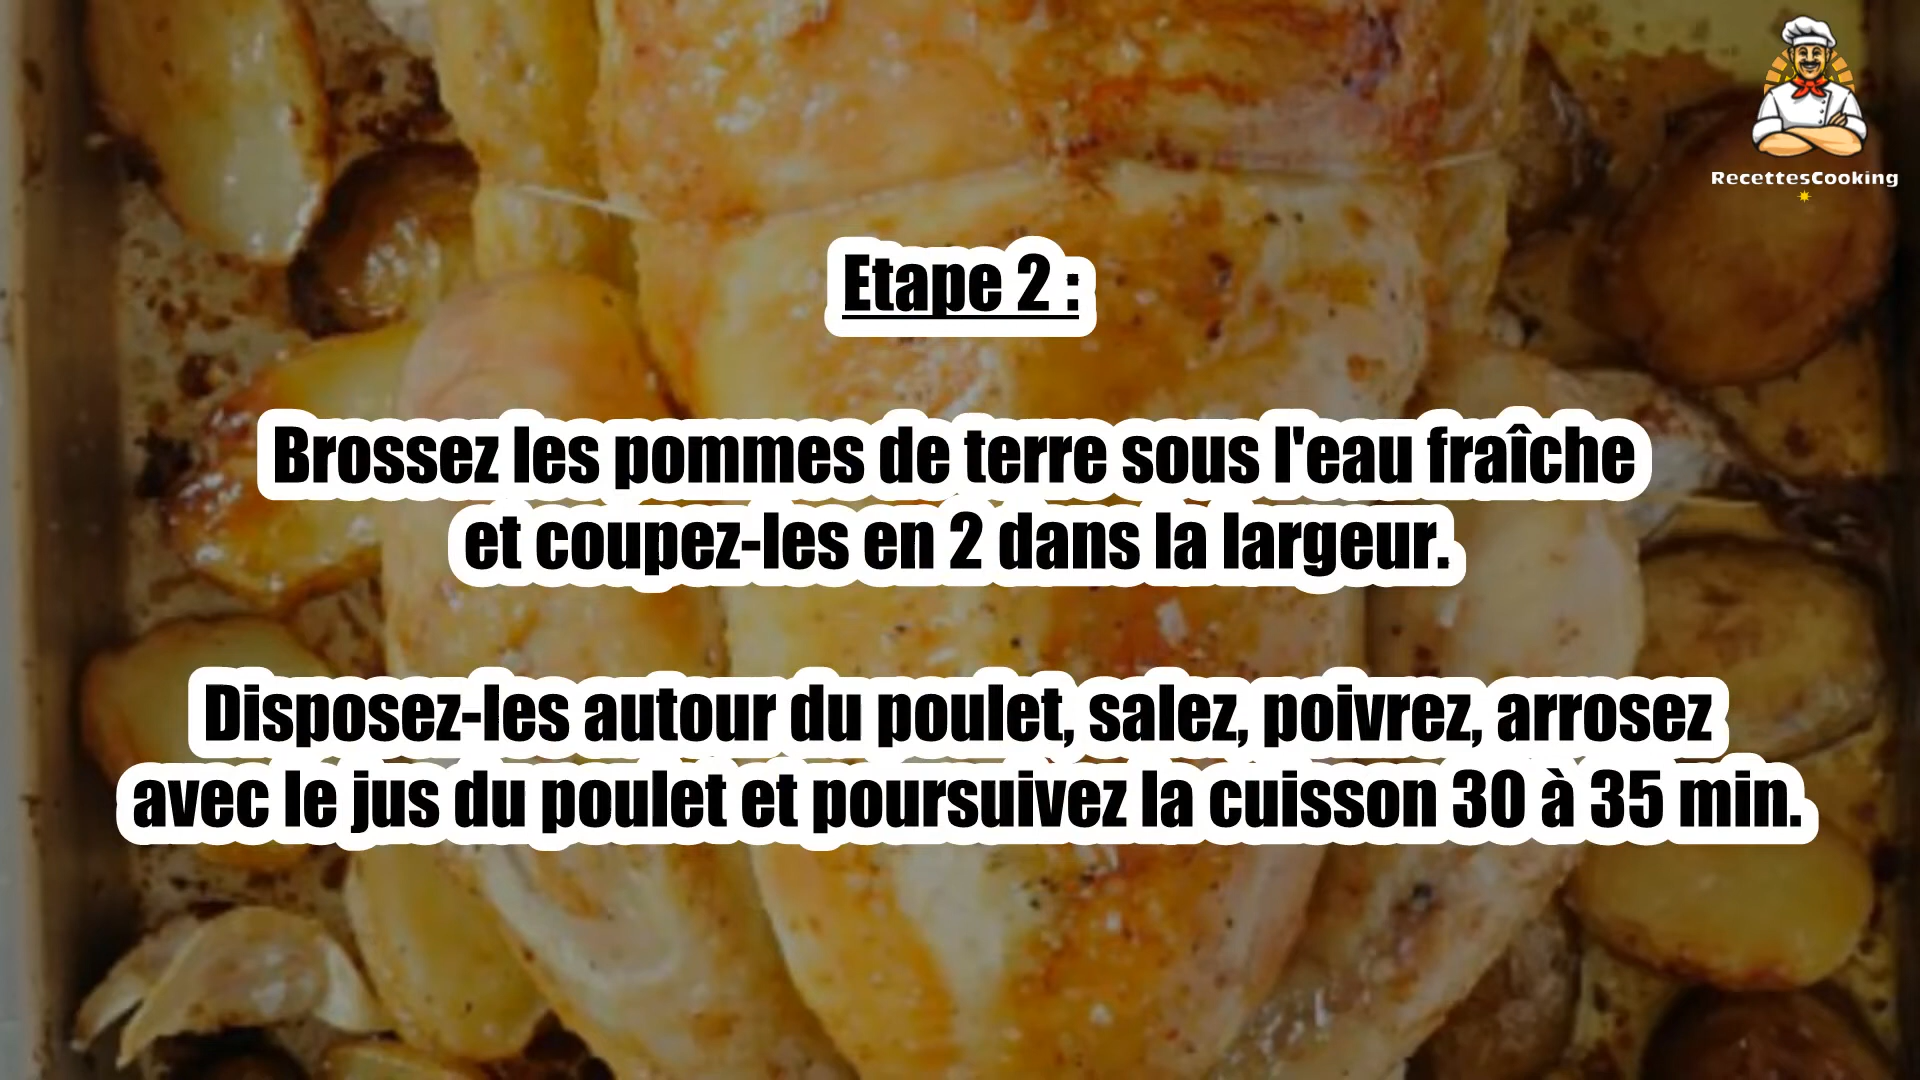 RecettesCooking
Etape 2 :
Brossez les pommes de terre sous l'eau fraîche
et coupez-les en 2 dans la largeur.
Disposez-les autour du poulet, salez, poivrez, arrosez
avec le jus du poulet et poursuivez la cuisson 30 à 35 min.